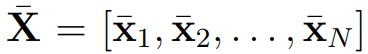 X̄ = [x̄₁, x̄₂, . . . , x̄_N]